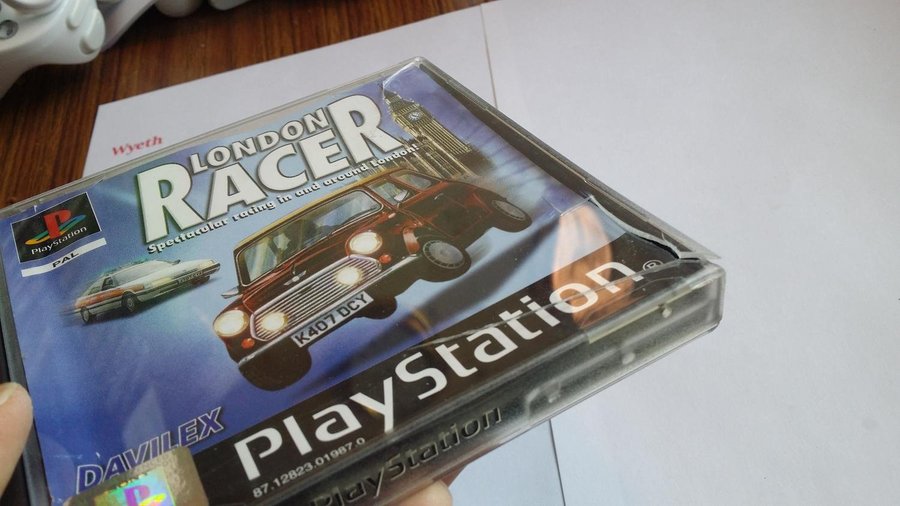 Wyeth
LONDON
RACER
Spectacular racing in and around London!
PlayStation
PAL
K407 DCY
DAVILEX
PlayStation®
87.12823.01987.0
PlayStation